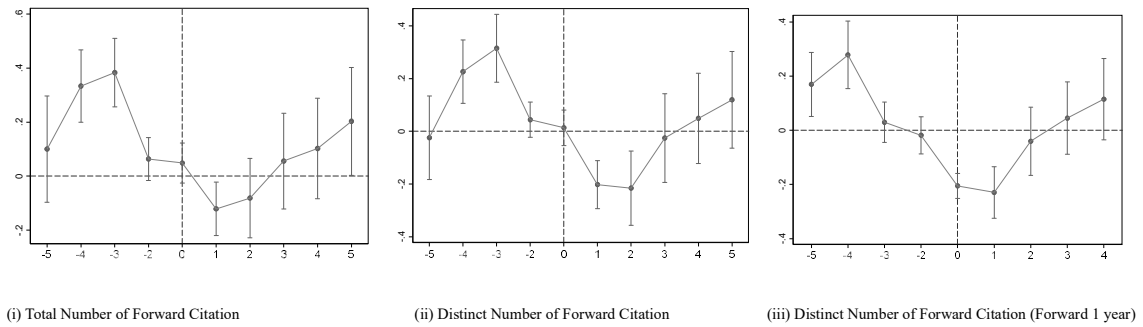 .6
.4
.2
0
-.2
-5 -4 -3 -2 0 1 2 3 4 5
.4
.2
0
-.2
-.4
-5 -4 -3 -2 0 1 2 3 4 5
.2
0
-.2
-.4
-5 -4 -3 -2 0 1 2 3 4
(i) Total Number of Forward Citation
(ii) Distinct Number of Forward Citation
(iii) Distinct Number of Forward Citation (Forward 1 year)